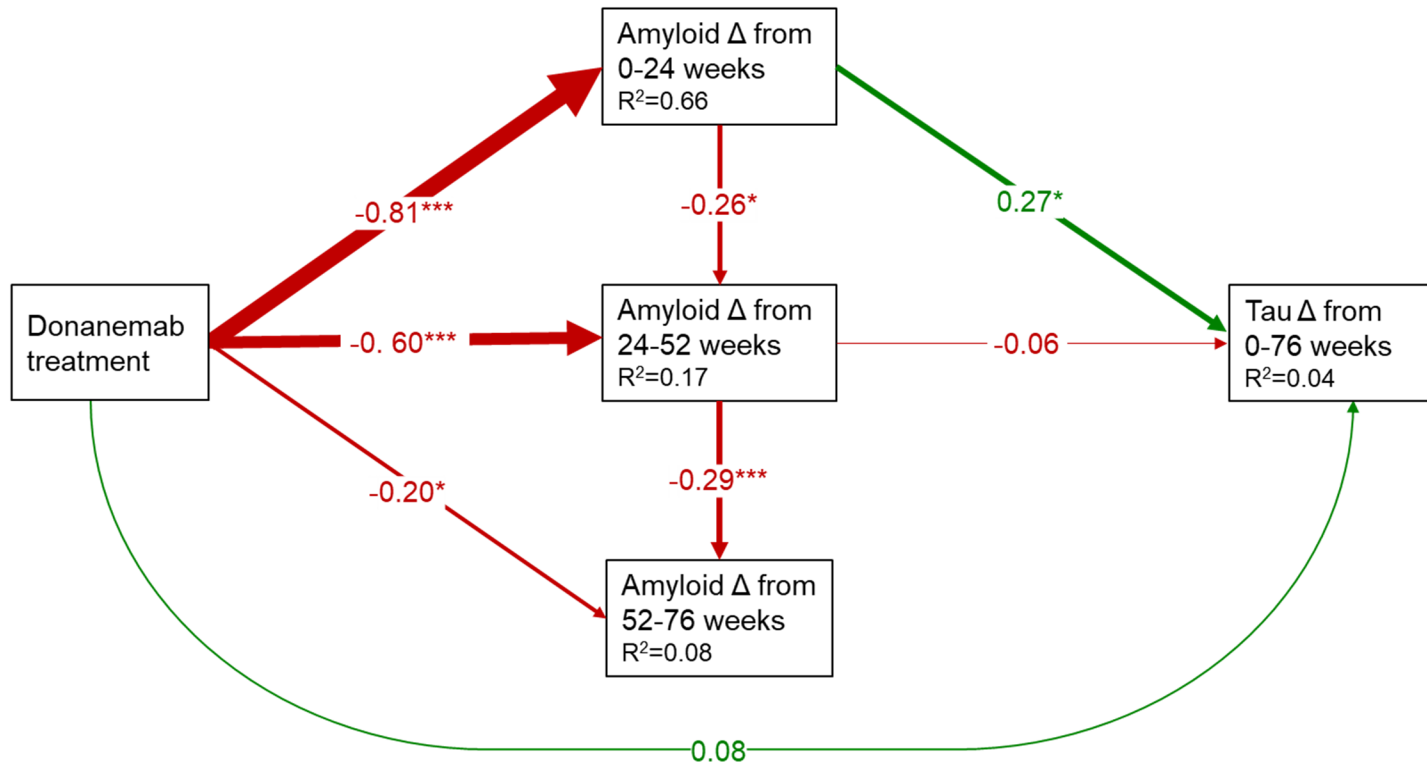 Amyloid Δ from
0-24 weeks
R²=0.66
-0.81***
-0.26*
0.27*
Donanemab
treatment
-0. 60***
Amyloid Δ from
24-52 weeks
R²=0.17
-0.06
Tau Δ from
0-76 weeks
R²=0.04
-0.20*
-0.29***
Amyloid Δ from
52-76 weeks
R²=0.08
0.08